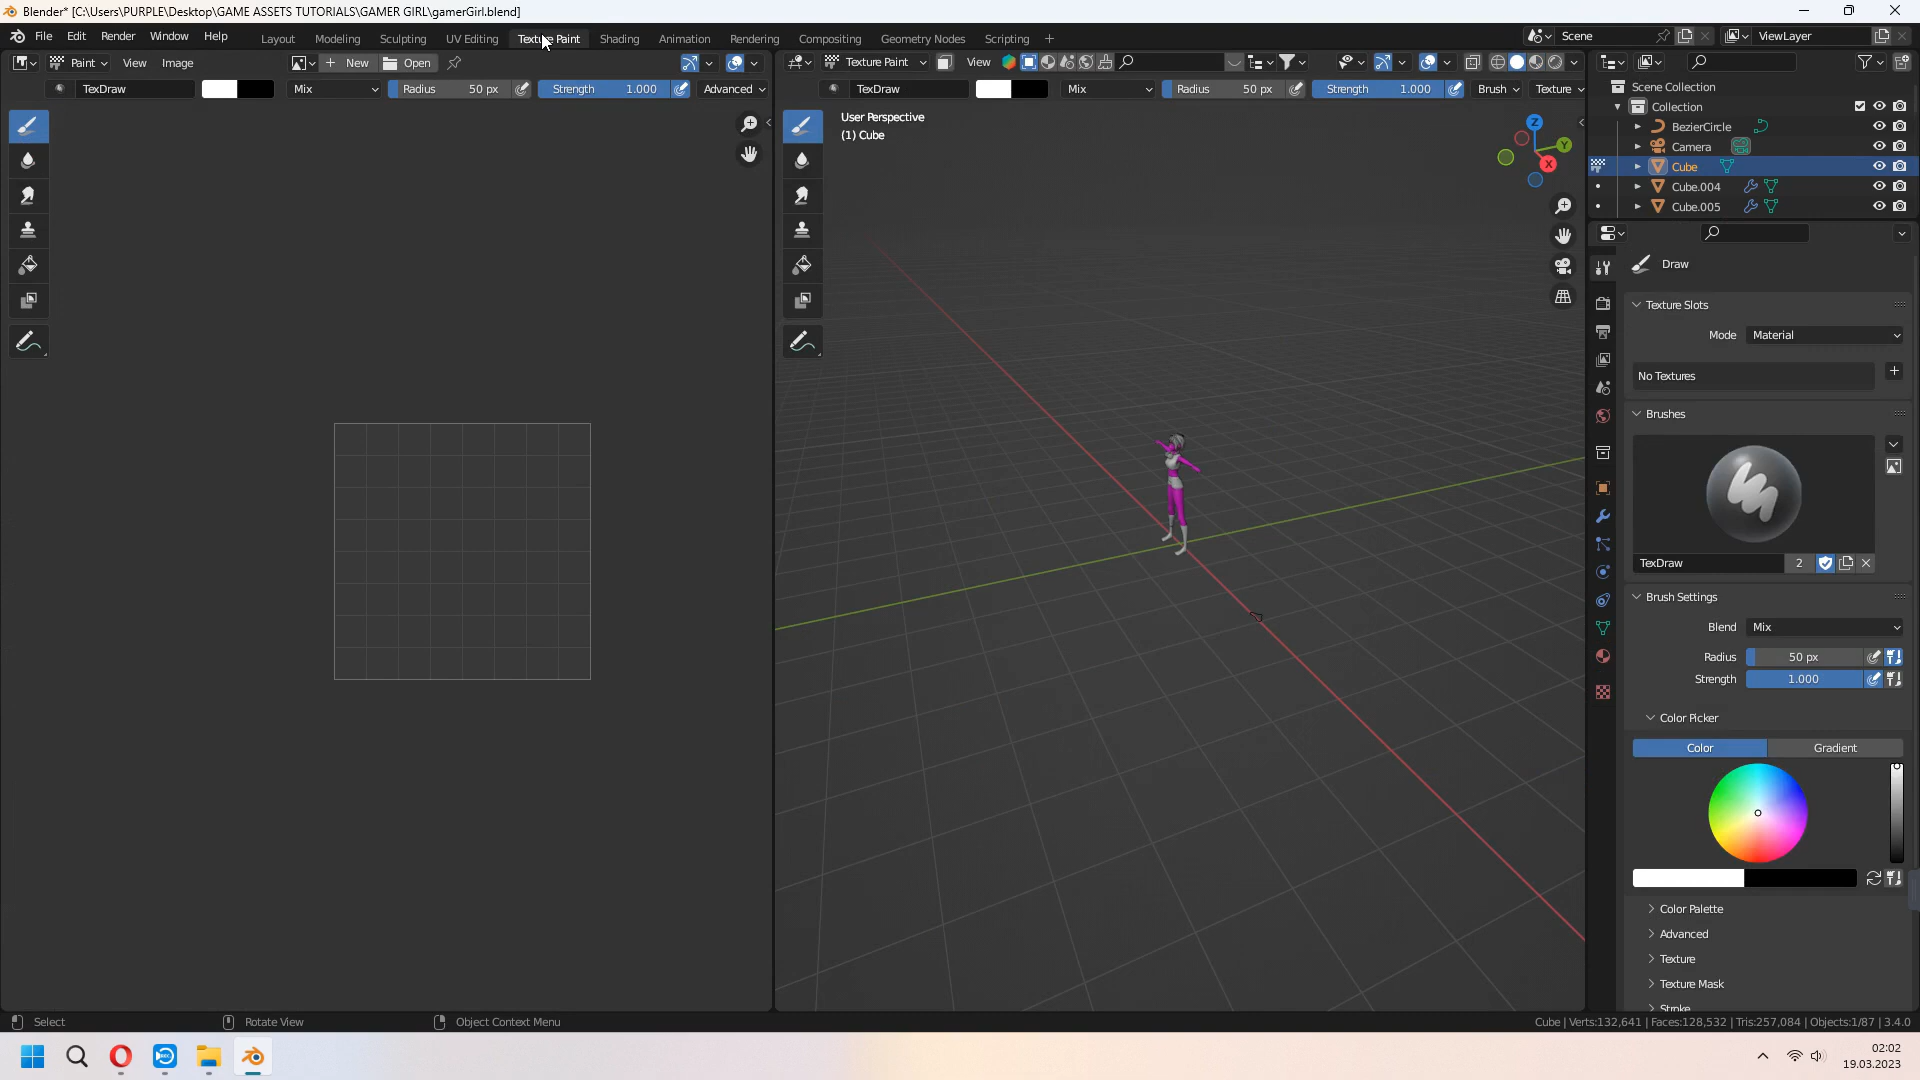 Blender* [C:\Users\PURPLE\Desktop\GAME ASSETS TUTORIALS\GAMER GIRL\gamerGirl.blend]
File Edit Render Window Help
Layout Modeling Sculpting UV Editing Texture Paint Shading Animation Rendering Compositing Geometry Nodes Scripting +
Scene
ViewLayer
Paint View Image
+ New Open
Texture Paint View
TexDraw Mix Radius 50 px Strength 1.000 Advanced
TexDraw Mix Radius 50 px Strength 1.000 Brush Texture
User Perspective
(1) Cube
Z
Y
X
Scene Collection
Collection
BezierCircle
Camera
Cube
Cube.004
Cube.005
Draw
Texture Slots
Mode Material
No Textures
Brushes
TexDraw 2
Brush Settings
Blend Mix
Radius 50 px
Strength 1.000
Color Picker
Color Gradient
Color Palette
Advanced
Texture
Texture Mask
Stroke
Select Rotate View Object Context Menu
Cube | Verts:132,641 | Faces:128,532 | Tris:257,084 | Objects:1/87 | 3.4.0
02:02
19.03.2023